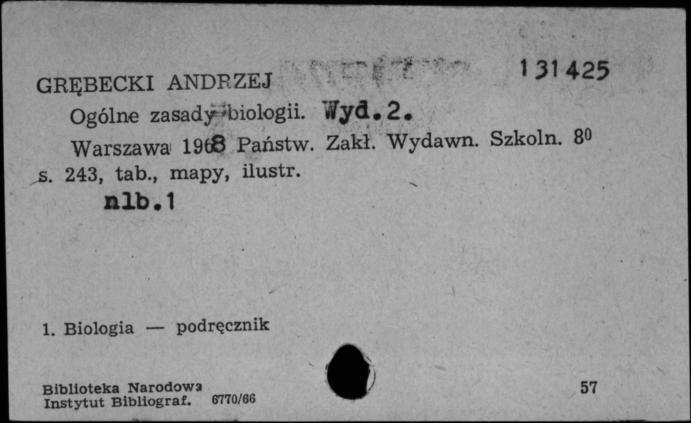 131425
GRĘBECKI ANDRZEJ
Ogólne zasady biologii. Wyd.2.
Warszawa 1968 Państw. Zakł. Wydawn. Szkoln. 8⁰
s. 243, tab., mapy, ilustr.
nlb.1
1. Biologia — podręcznik
Biblioteka Narodowa
Instytut Bibliograf. 6770/66
57